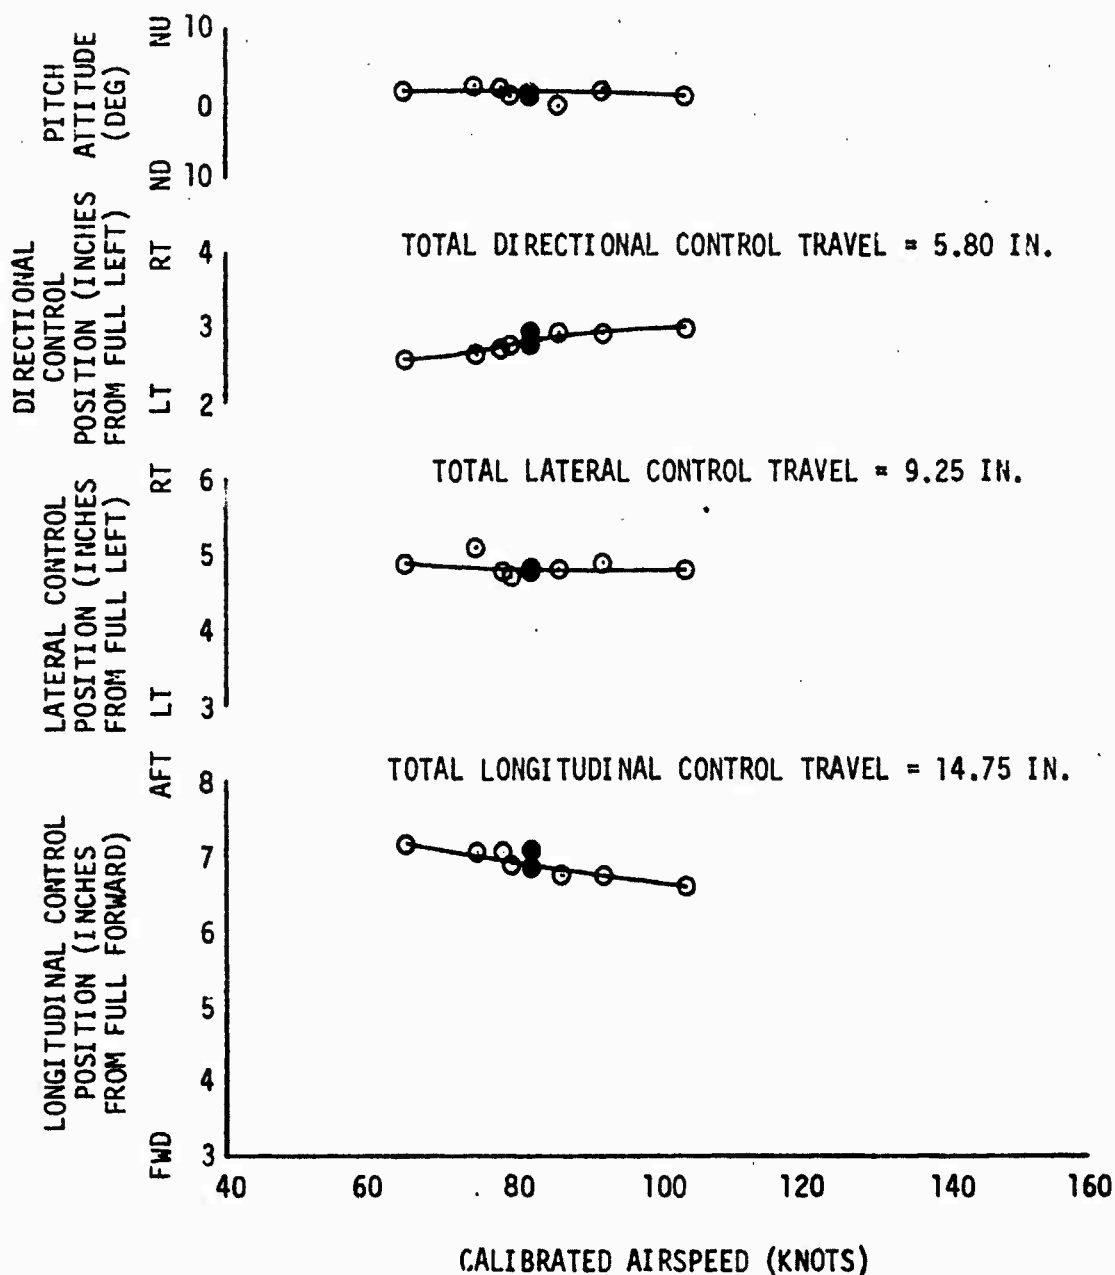 PITCH
ATTITUDE
(DEG)
NU
ND
10
0
10
DIRECTIONAL
CONTROL
POSITION (INCHES
FROM FULL LEFT)
RT
LT
4
3
2
TOTAL DIRECTIONAL CONTROL TRAVEL = 5.80 IN.
LATERAL CONTROL
POSITION (INCHES
FROM FULL LEFT)
RT
LT
6
5
4
3
TOTAL LATERAL CONTROL TRAVEL = 9.25 IN.
LONGITUDINAL CONTROL
POSITION (INCHES
FROM FULL FORWARD)
AFT
FWD
8
7
6
5
4
3
TOTAL LONGITUDINAL CONTROL TRAVEL = 14.75 IN.
40 60 80 100 120 140 160
CALIBRATED AIRSPEED (KNOTS)